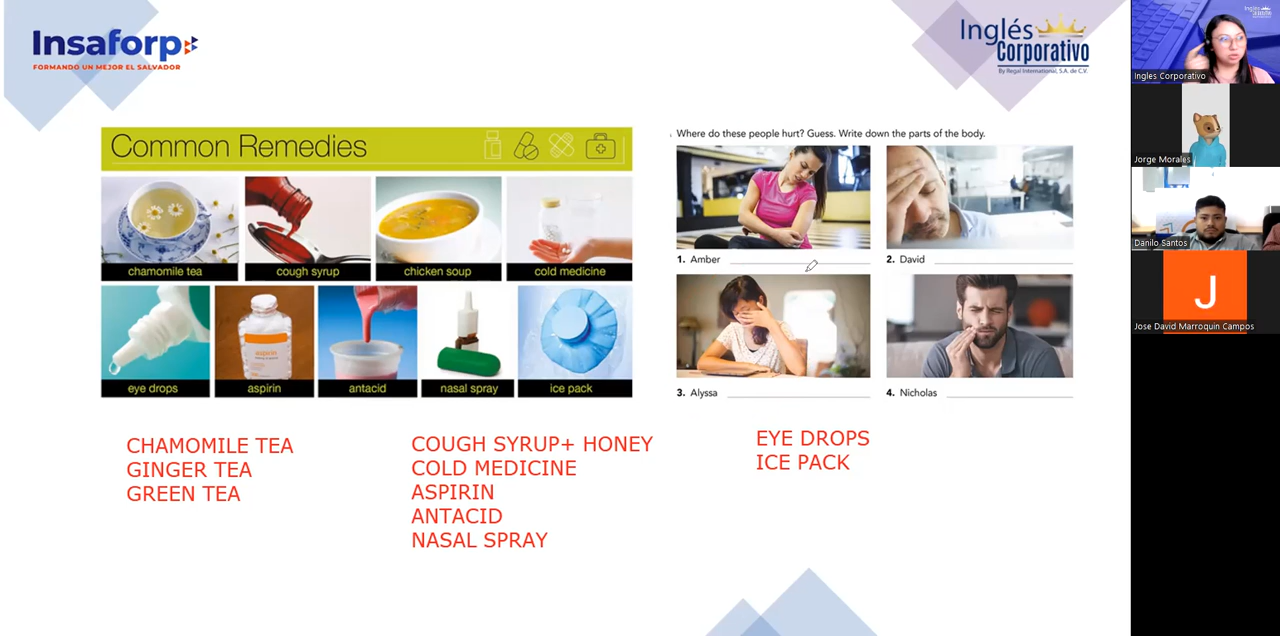 Insaforp
FORMANDO UN MEJOR EL SALVADOR
Inglés
Corporativo
By Regal International, S.A. de C.V.
Common Remedies
chamomile tea
cough syrup
chicken soup
cold medicine
eye drops
aspirin
aspirin
antacid
nasal spray
ice pack
Where do these people hurt? Guess. Write down the parts of the body.
1. Amber
2. David
3. Alyssa
4. Nicholas
CHAMOMILE TEA
GINGER TEA
GREEN TEA
COUGH SYRUP+ HONEY
COLD MEDICINE
ASPIRIN
ANTACID
NASAL SPRAY
EYE DROPS
ICE PACK
Ingles Corporativo
Jorge Morales
Danilo Santos
J
Jose David Marroquin Campos